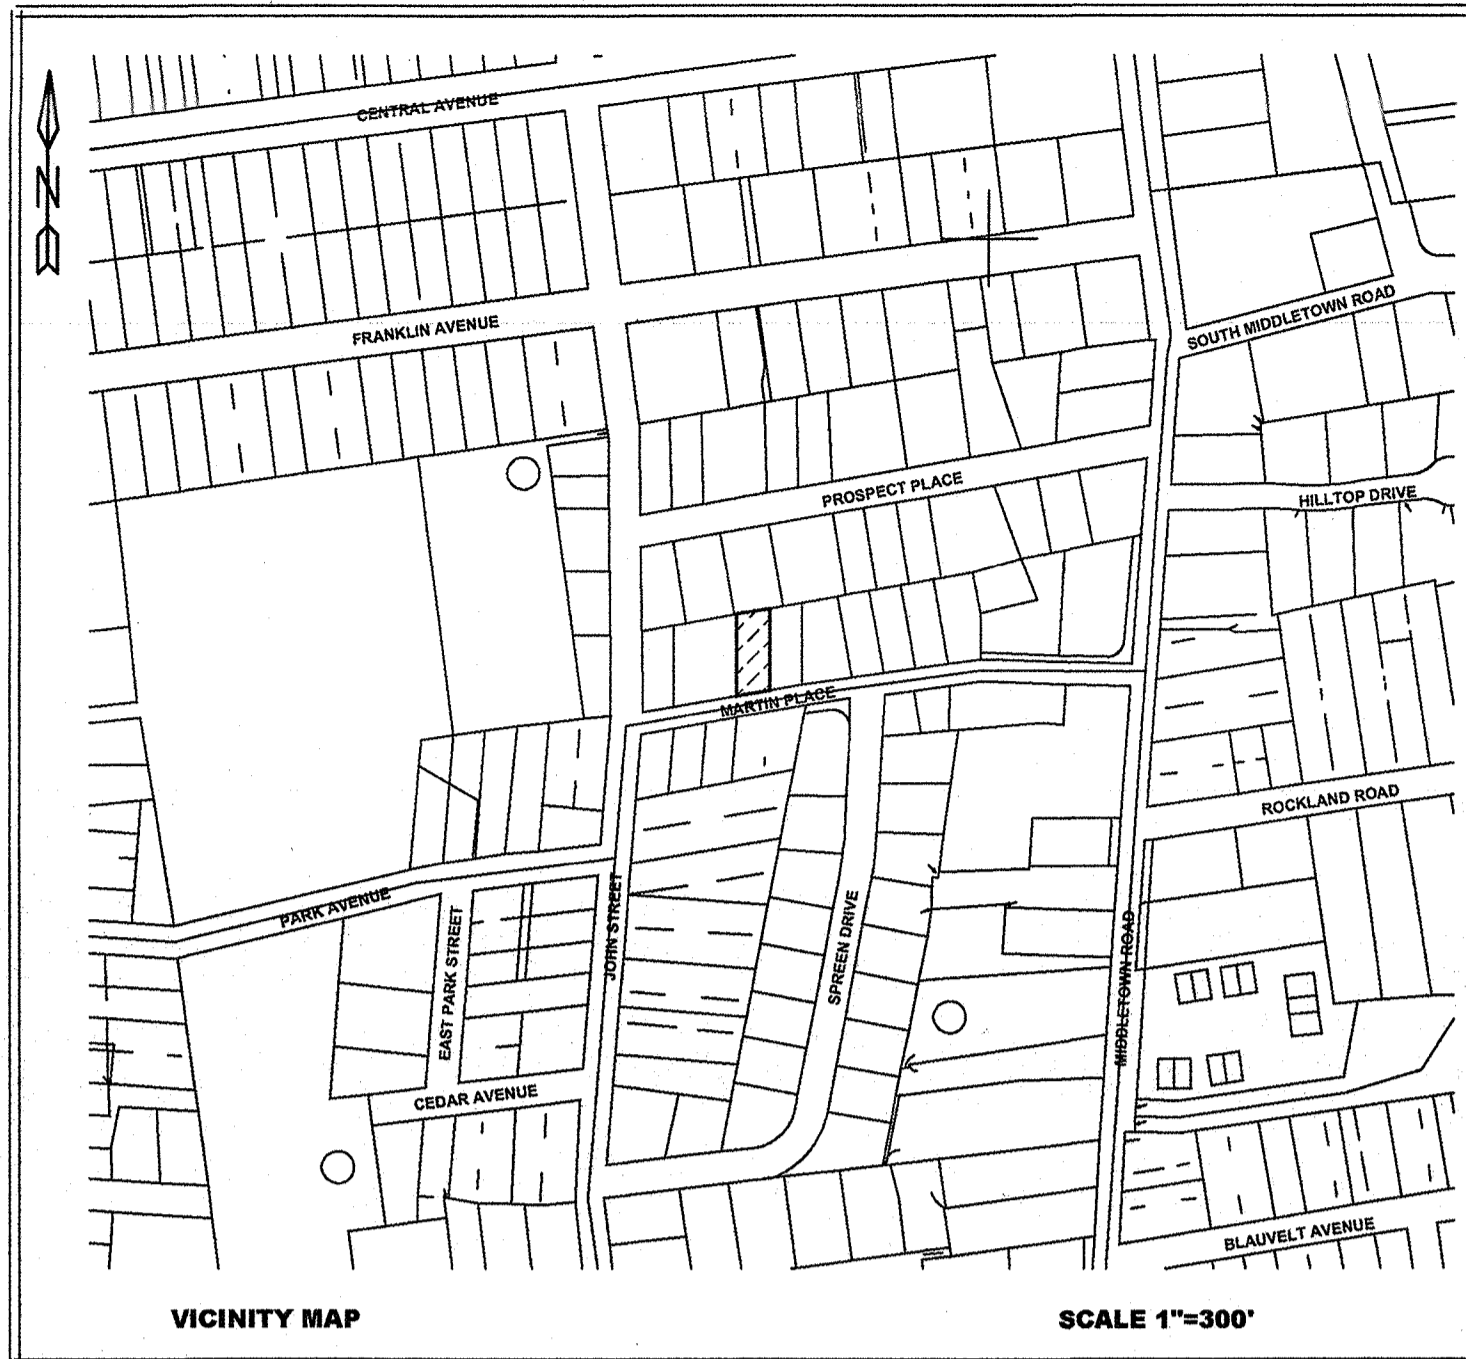 CENTRAL AVENUE
N
FRANKLIN AVENUE
SOUTH MIDDLETOWN ROAD
PROSPECT PLACE
HILLTOP DRIVE
MARTIN PLACE
ROCKLAND ROAD
PARK AVENUE
EAST PARK STREET
JOHN STREET
SPREEN DRIVE
MIDDLETOWN ROAD
CEDAR AVENUE
BLAUVELT AVENUE
VICINITY MAP
SCALE 1"=300'